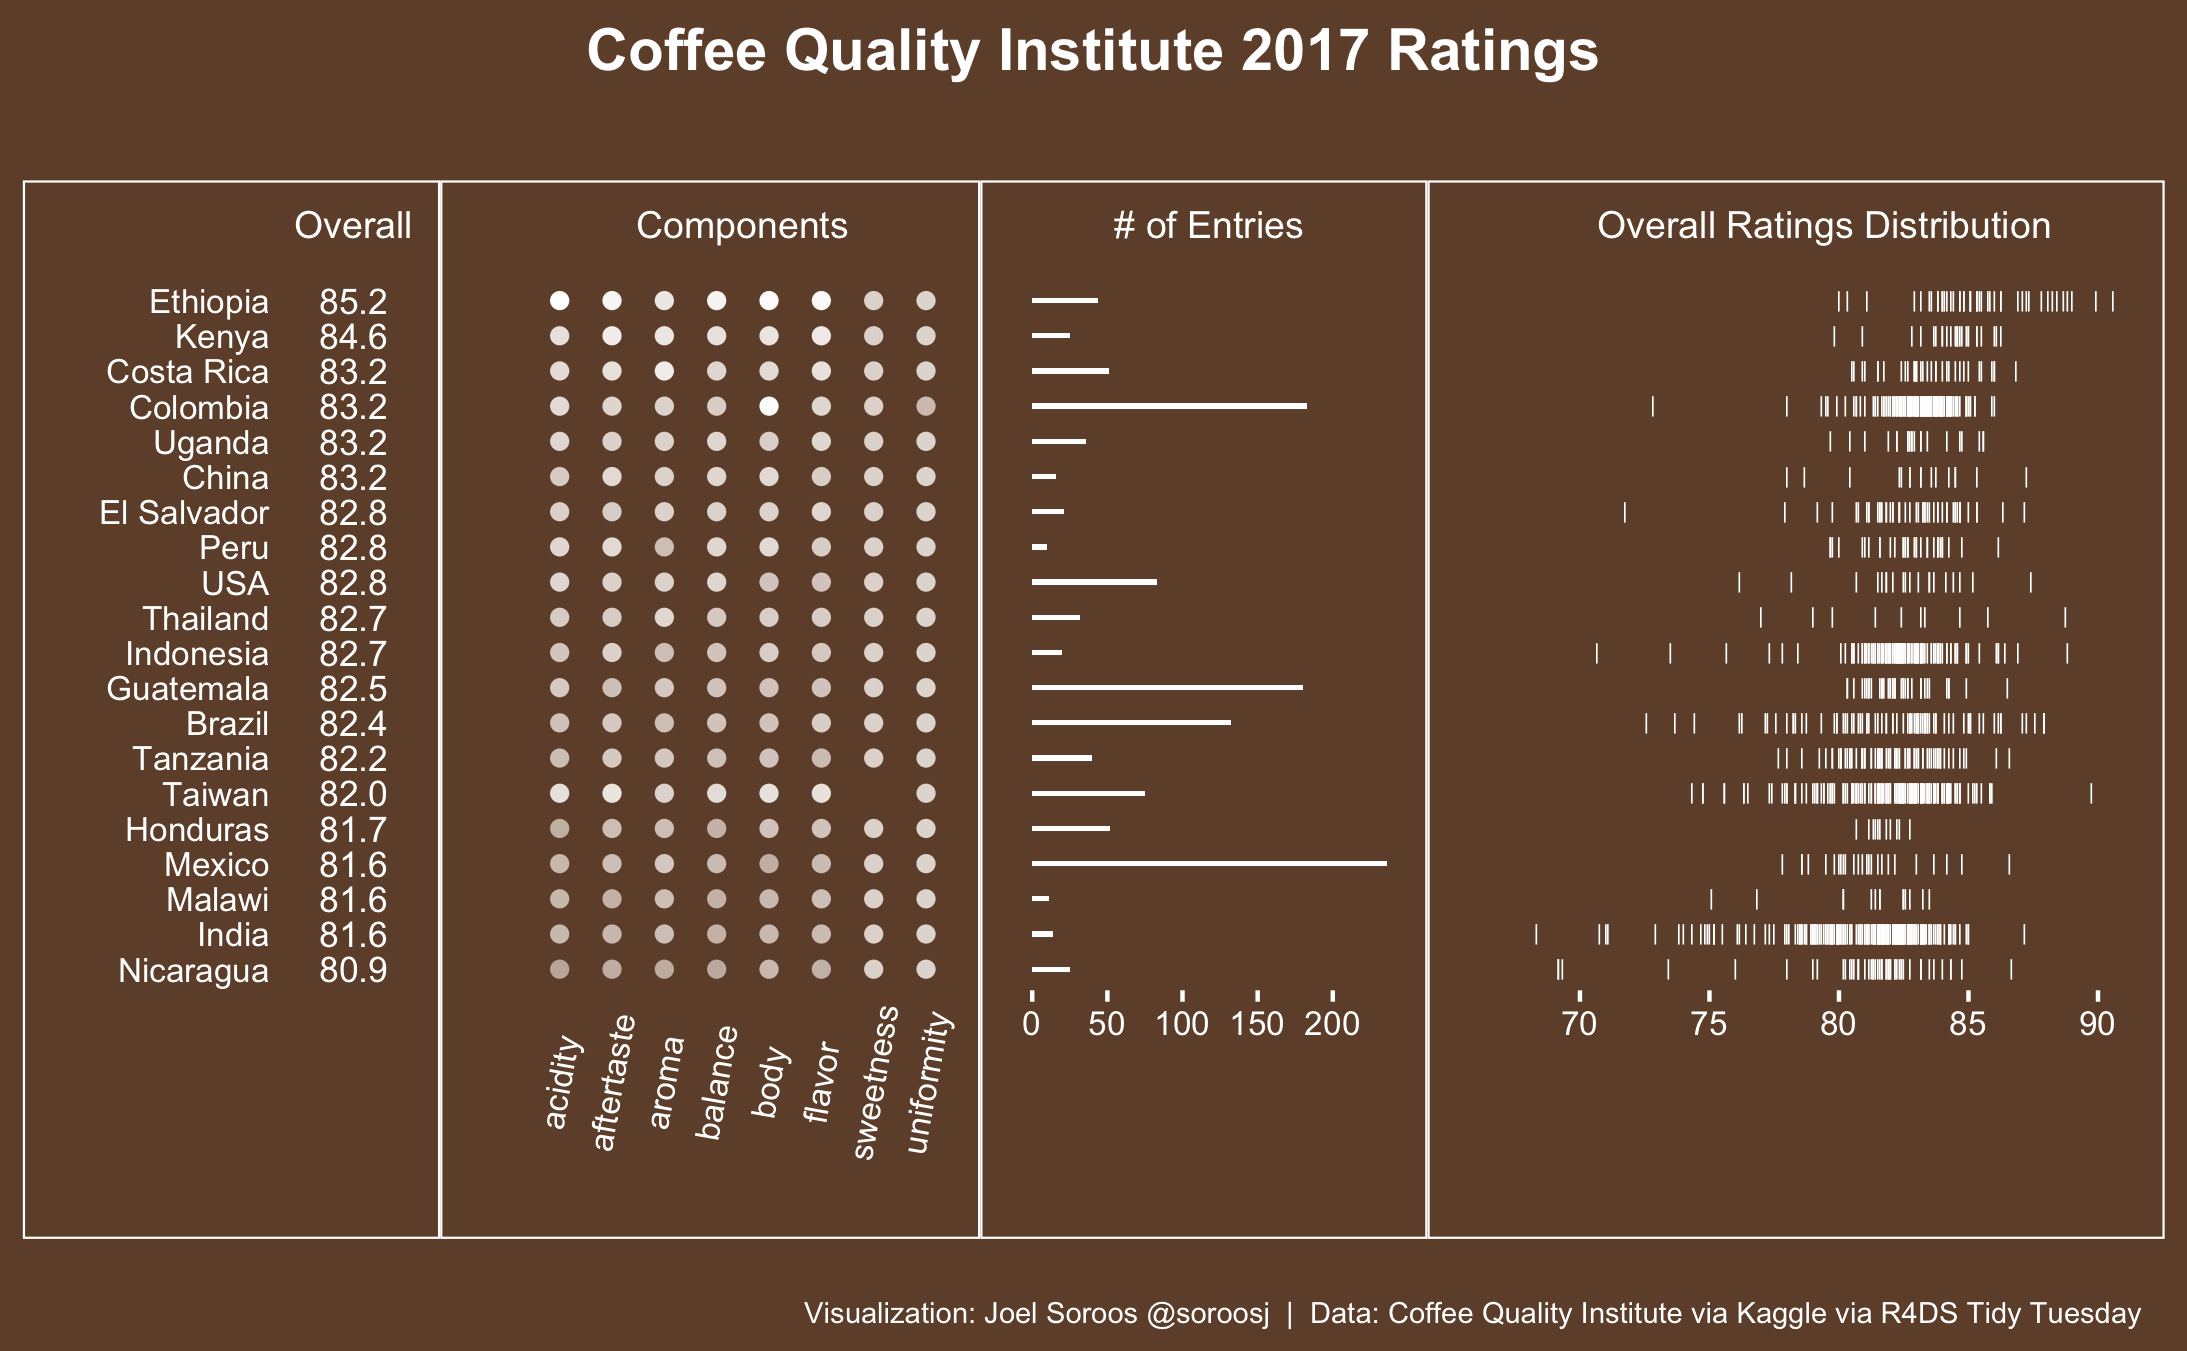 Coffee Quality Institute 2017 Ratings
Overall Components # of Entries Overall Ratings Distribution
Ethiopia 85.2
Kenya 84.6
Costa Rica 83.2
Colombia 83.2
Uganda 83.2
China 83.2
El Salvador 82.8
Peru 82.8
USA 82.8
Thailand 82.7
Indonesia 82.7
Guatemala 82.5
Brazil 82.4
Tanzania 82.2
Taiwan 82.0
Honduras 81.7
Mexico 81.6
Malawi 81.6
India 81.6
Nicaragua 80.9
0 50 100 150 200 70 75 80 85 90
acidity aftertaste aroma balance body flavor sweetness uniformity
Visualization: Joel Soroos @soroosj | Data: Coffee Quality Institute via Kaggle via R4DS Tidy Tuesday